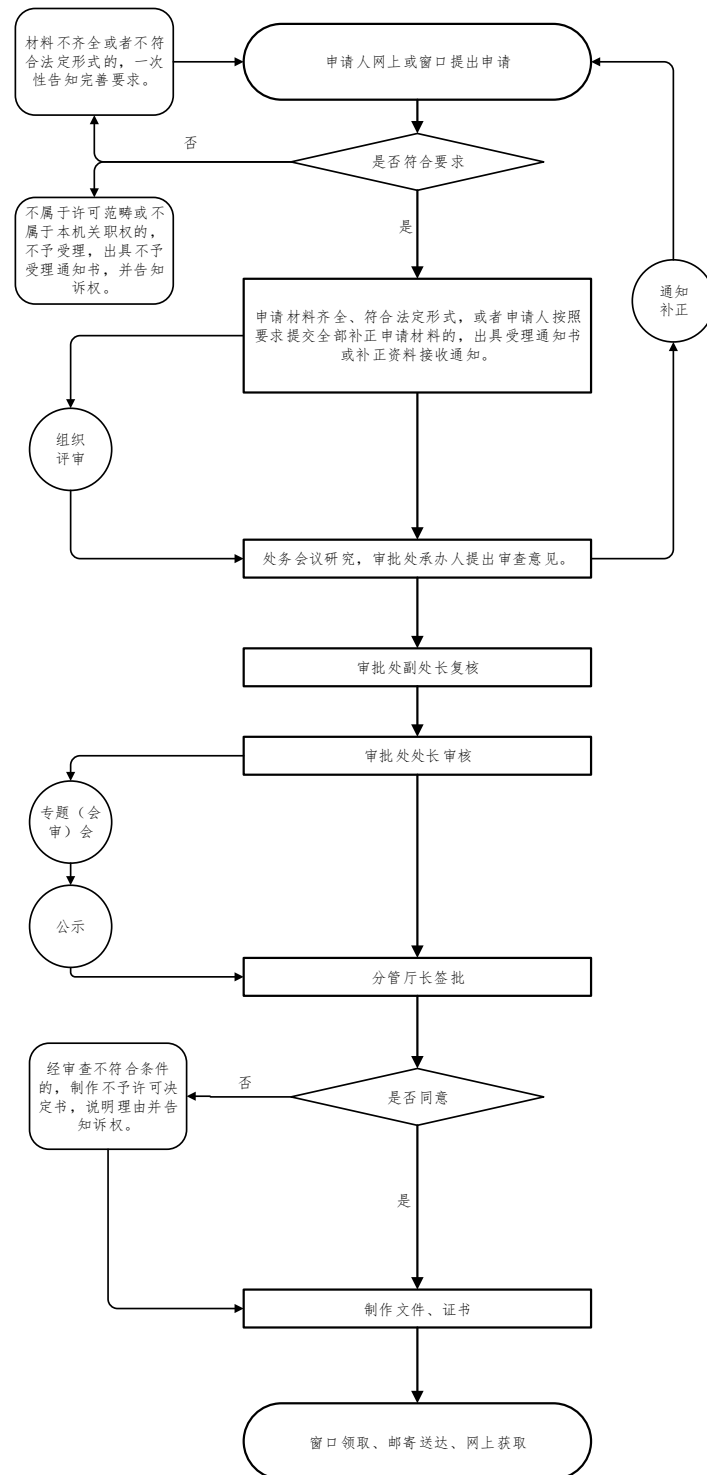 材料不齐全或者不符
合法定形式的，一次
性告知完善要求。
申请人网上或窗口提出申请
否
是否符合要求
不属于许可范畴或不
属于本机关职权的，
不予受理，出具不予
受理通知书，并告知
诉权。
是
通知
补正
申请材料齐全、符合法定形式，或者申请人按照
要求提交全部补正申请材料的，出具受理通知书
或补正资料接收通知。
组织
评审
处务会议研究，审批处承办人提出审查意见。
审批处副处长复核
审批处处长审核
专题（会
审）会
公示
分管厅长签批
经审查不符合条件
的，制作不予许可决
定书，说明理由并告
知诉权。
否
是否同意
是
制作文件、证书
窗口领取、邮寄送达、网上获取